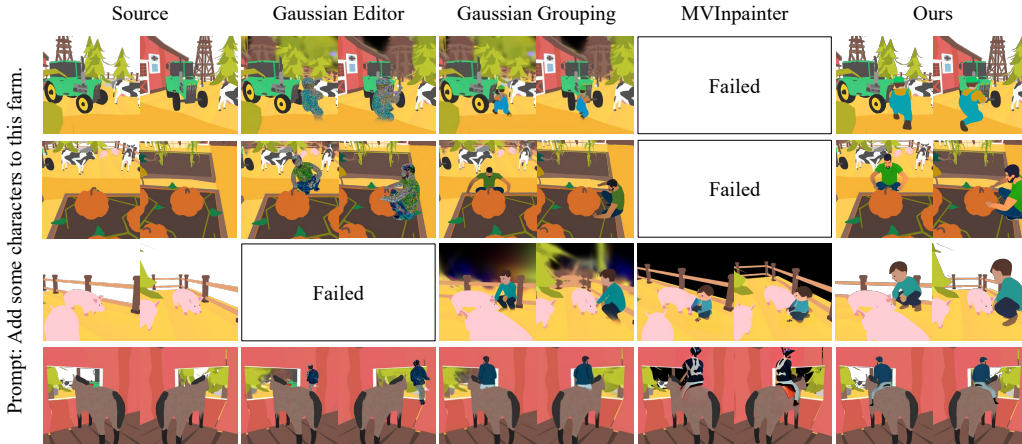 Source Gaussian Editor Gaussian Grouping MVInpainter Ours
Prompt: Add some characters to this farm.
Failed
Failed
Failed